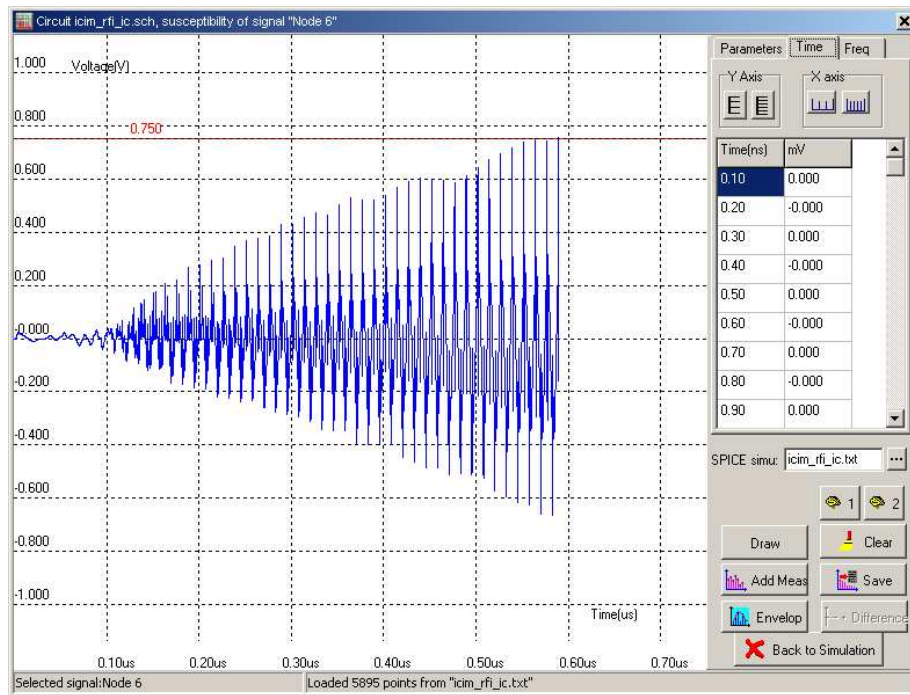 Circuit icim_rfi_ic.sch, susceptibility of signal "Node 6"
Parameters Time Freq
Y Axis X axis
1.000 Voltage(V)
0.750
0.800
0.600
0.400
0.200
-0.000
-0.200
-0.400
-0.600
-0.800
-1.000
Time(us)
0.10us 0.20us 0.30us 0.40us 0.50us 0.60us 0.70us
Time(ns) mV
0.10 0.000
0.20 -0.000
0.30 0.000
0.40 -0.000
0.50 0.000
0.60 -0.000
0.70 0.000
0.80 -0.000
0.90 0.000
SPICE simu: icim_rfi_ic.txt ...
1 2
Draw Clear
Add Meas Save
Envelop Difference
Back to Simulation
Selected signal:Node 6 Loaded 5895 points from "icim_rfi_ic.txt"